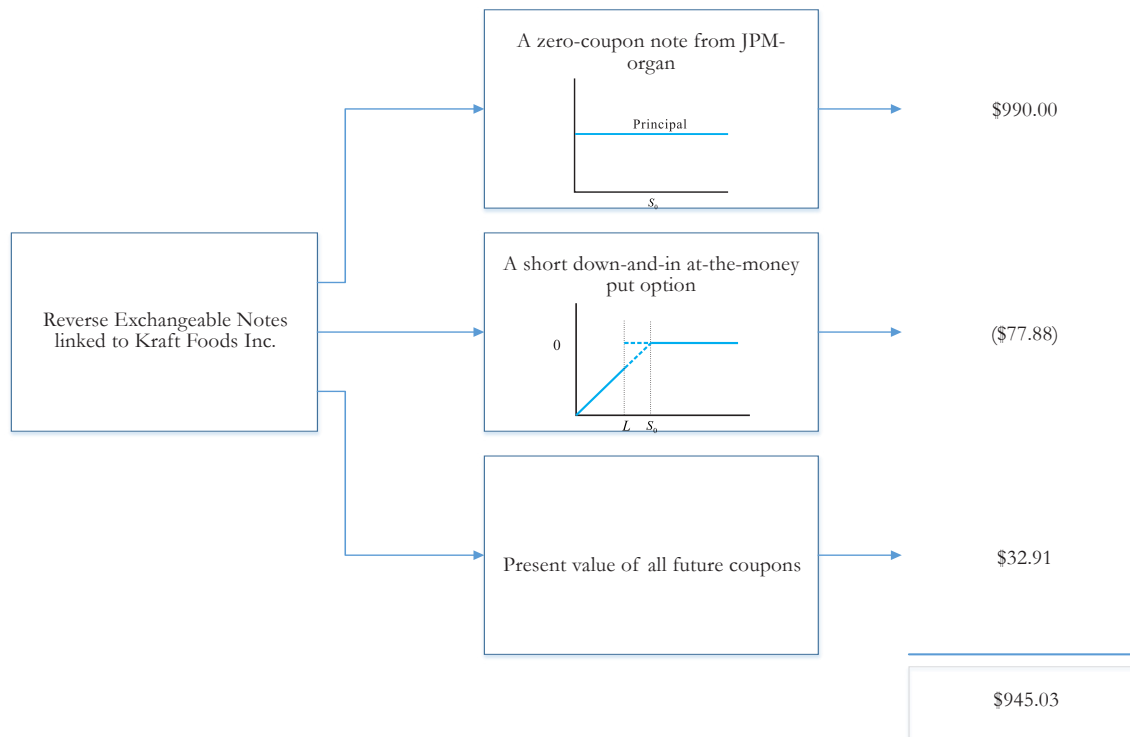 A zero-coupon note from JPM-
organ
Principal
S₀
$990.00
Reverse Exchangeable Notes
linked to Kraft Foods Inc.
A short down-and-in at-the-money
put option
0
L S₀
($77.88)
Present value of all future coupons
$32.91
$945.03